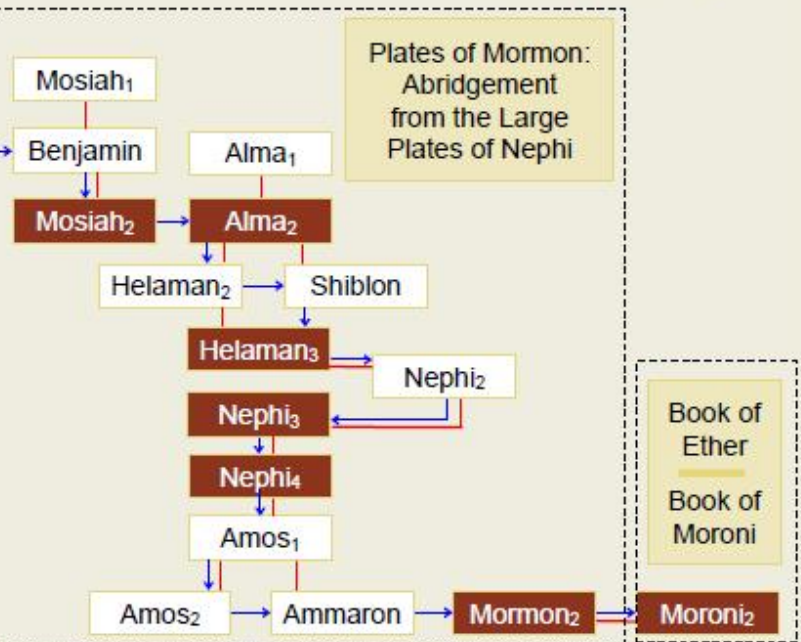 Plates of Mormon:
Abridgement
from the Large
Plates of Nephi
Mosiah₁
Benjamin
Alma₁
Mosiah₂
Alma₂
Helaman₂
Shiblon
Helaman₃
Nephi₂
Nephi₃
Nephi₄
Amos₁
Amos₂
Ammaron
Mormon₂
Moroni₂
Book of
Ether
Book of
Moroni